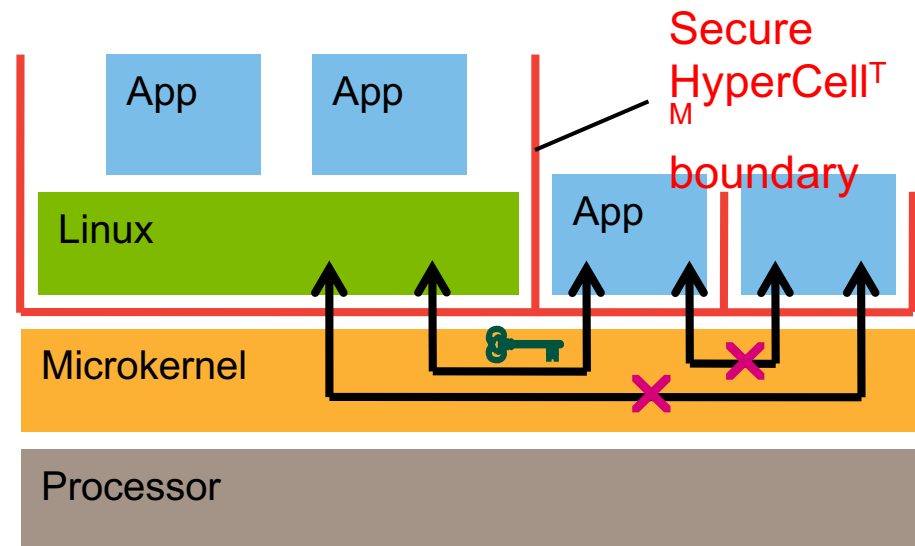 Secure
HyperCell™
boundary
App
App
Linux
App
Microkernel
Processor